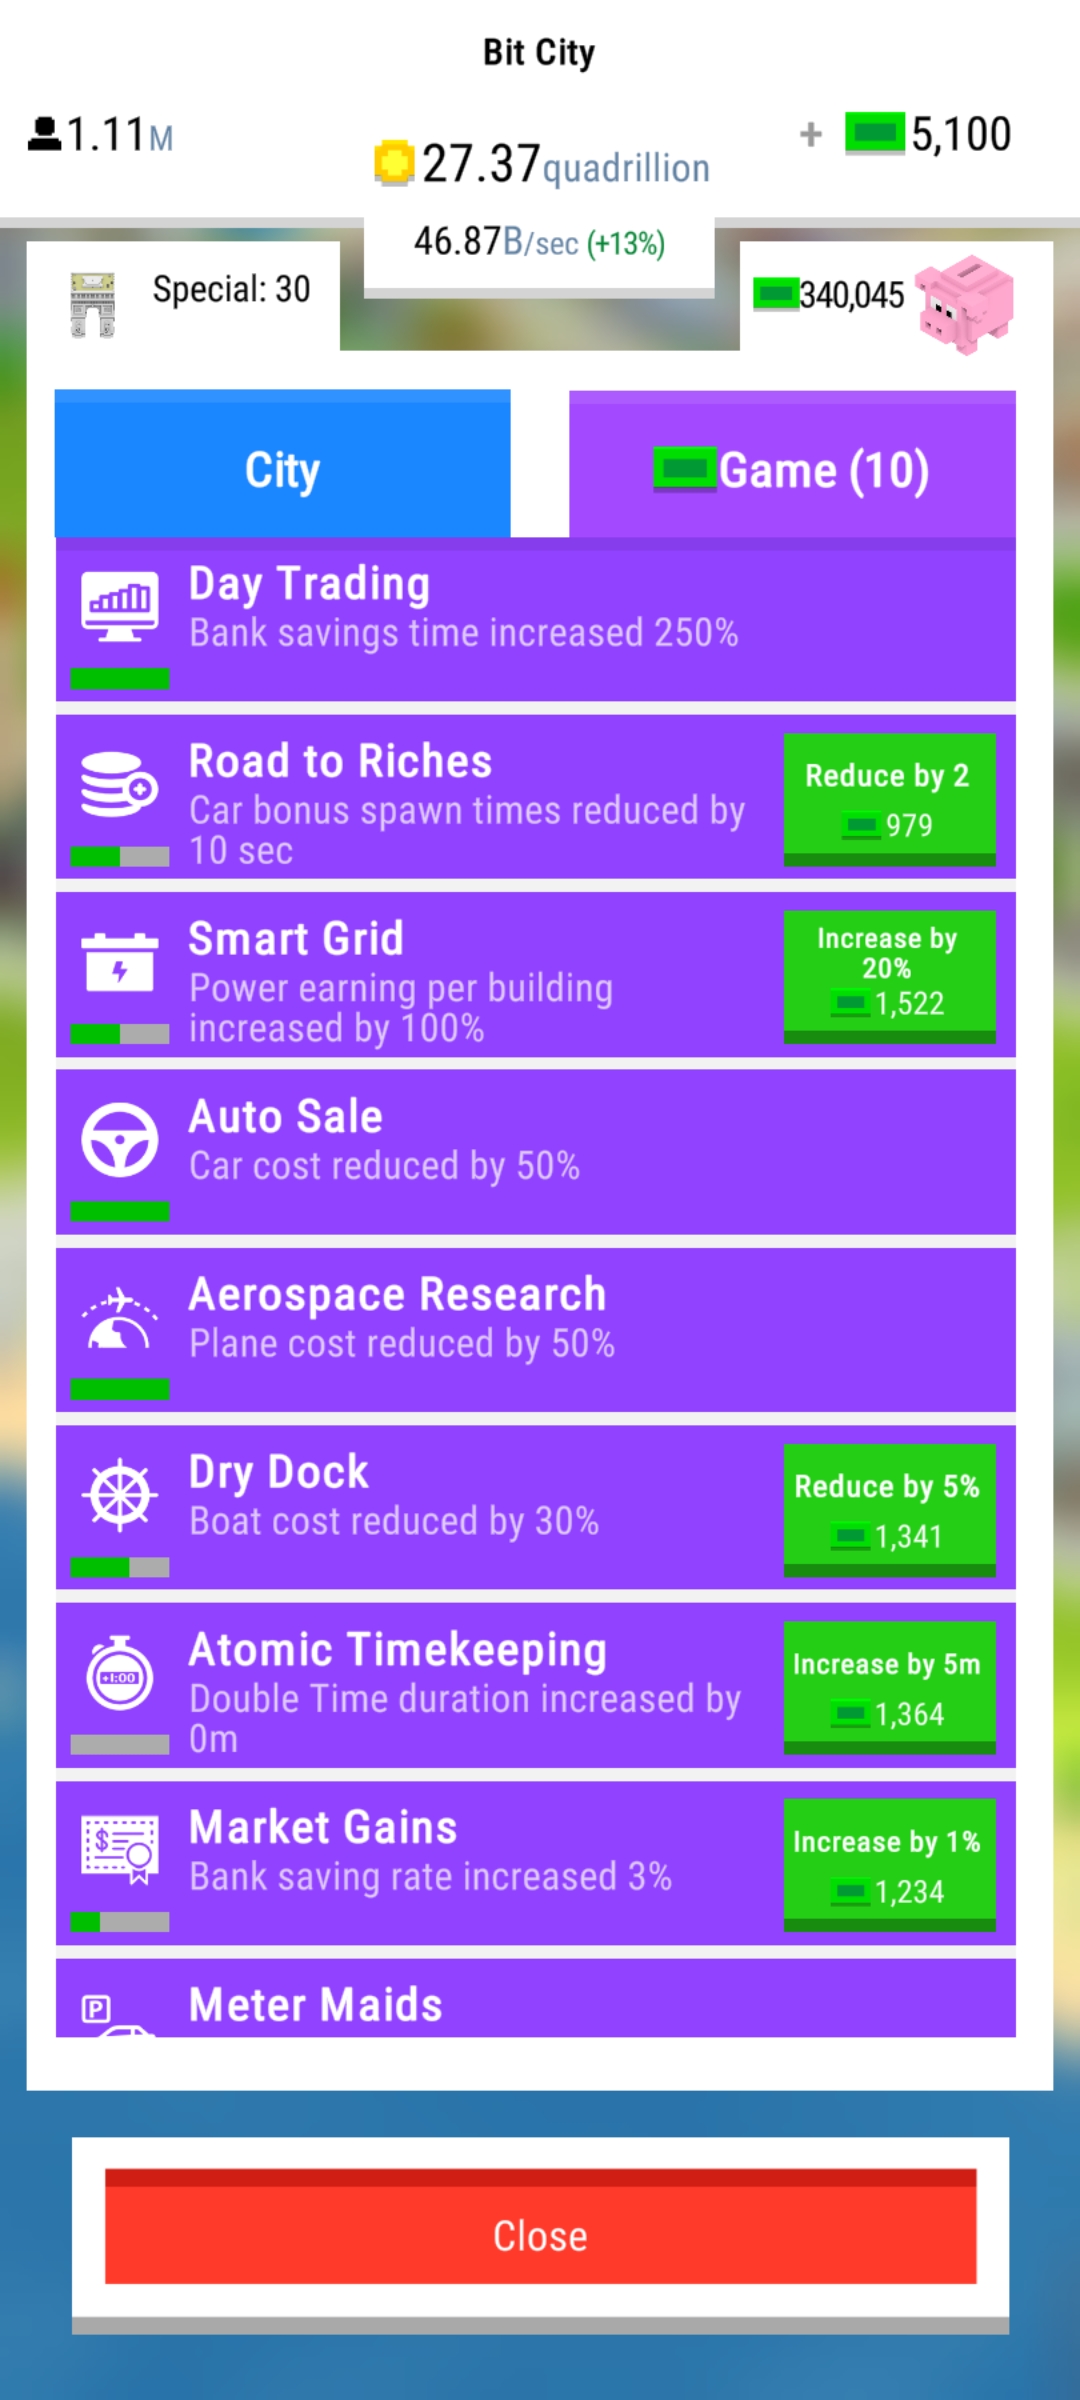 Bit City
1.11M
27.37quadrillion
+ 5,100
46.87B/sec (+13%)
Special: 30
340,045
City
Game (10)
Day Trading
Bank savings time increased 250%
Road to Riches
Car bonus spawn times reduced by
10 sec
Reduce by 2
979
Smart Grid
Power earning per building
increased by 100%
Increase by
20%
1,522
Auto Sale
Car cost reduced by 50%
Aerospace Research
Plane cost reduced by 50%
Dry Dock
Boat cost reduced by 30%
Reduce by 5%
1,341
+1:00
Atomic Timekeeping
Double Time duration increased by
0m
Increase by 5m
1,364
$
Market Gains
Bank saving rate increased 3%
Increase by 1%
1,234
P
Meter Maids
Close